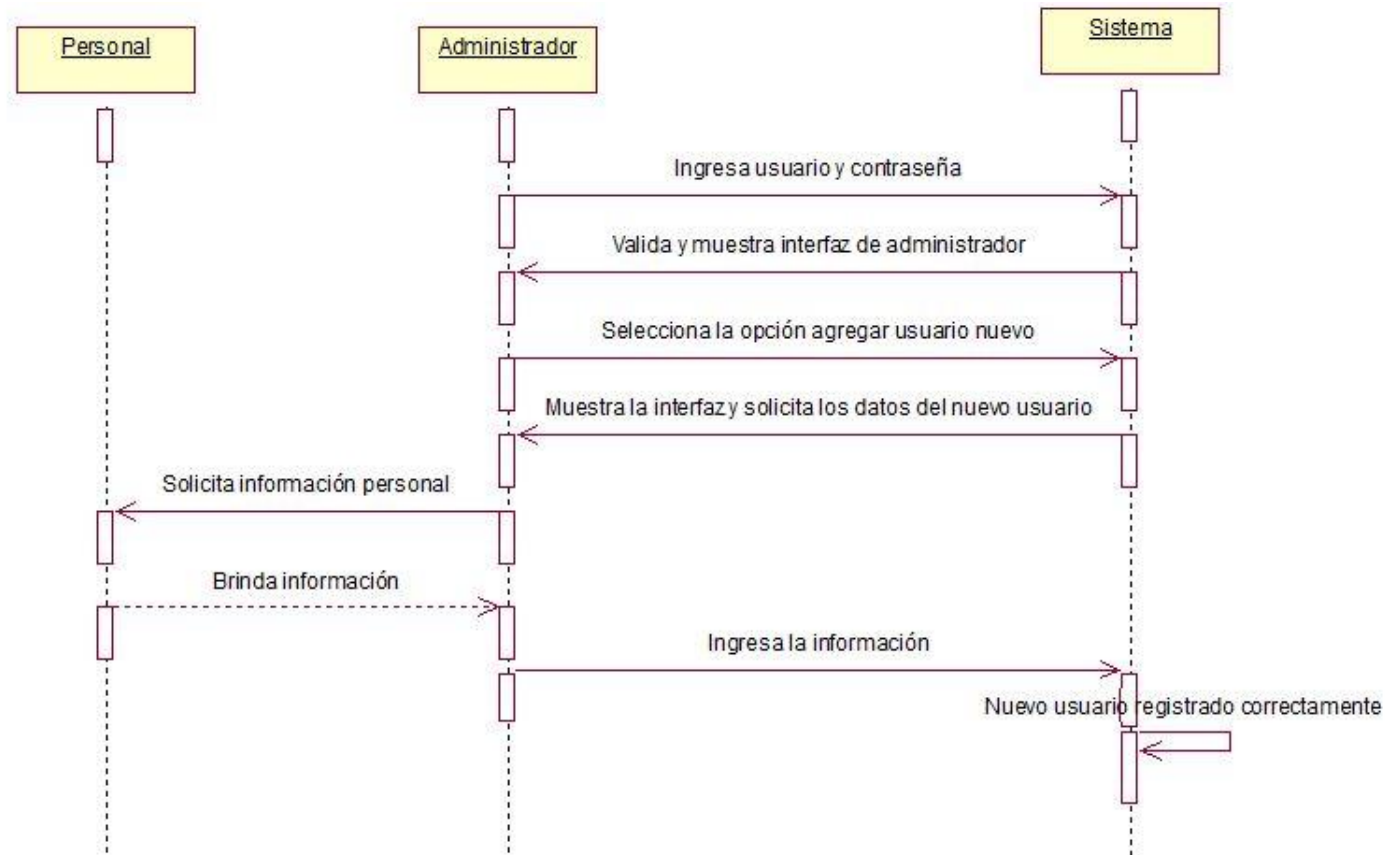 Personal
Administrador
Sistema
Ingresa usuario y contraseña
Valida y muestra interfaz de administrador
Selecciona la opción agregar usuario nuevo
Muestra la interfaz y solicita los datos del nuevo usuario
Solicita información personal
Brinda información
Ingresa la información
Nuevo usuario registrado correctamente